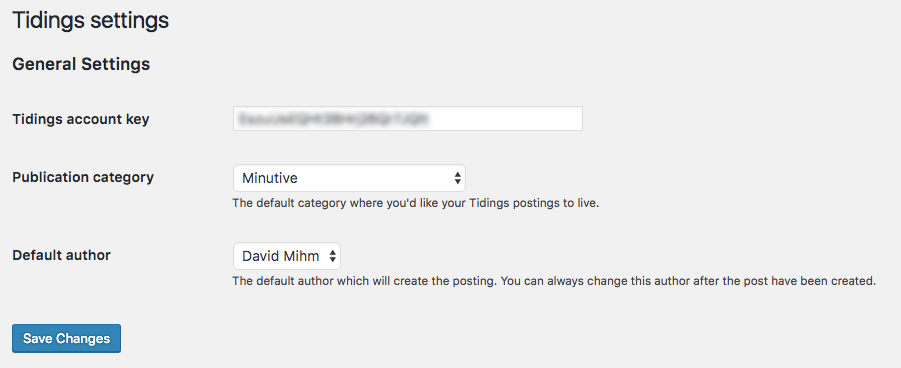 Tidings settings
General Settings
Tidings account key
Publication category
Minutive
The default category where you'd like your Tidings postings to live.
Default author
David Mihm
The default author which will create the posting. You can always change this author after the post have been created.
Save Changes